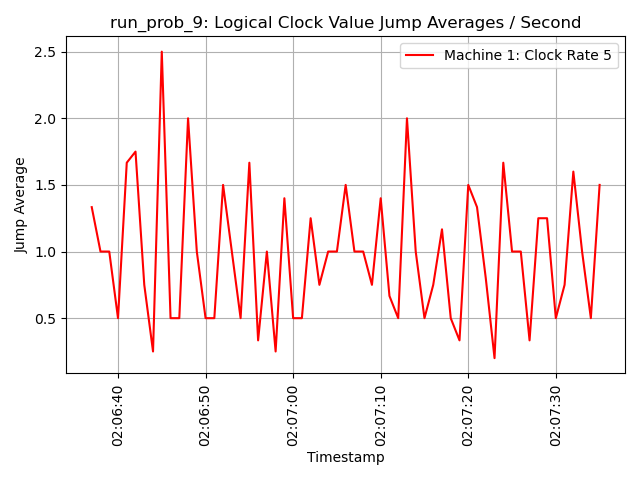 run_prob_9: Logical Clock Value Jump Averages / Second
Machine 1: Clock Rate 5
Jump Average
2.5
2.0
1.5
1.0
0.5
02:06:40
02:06:50
02:07:00
02:07:10
02:07:20
02:07:30
Timestamp